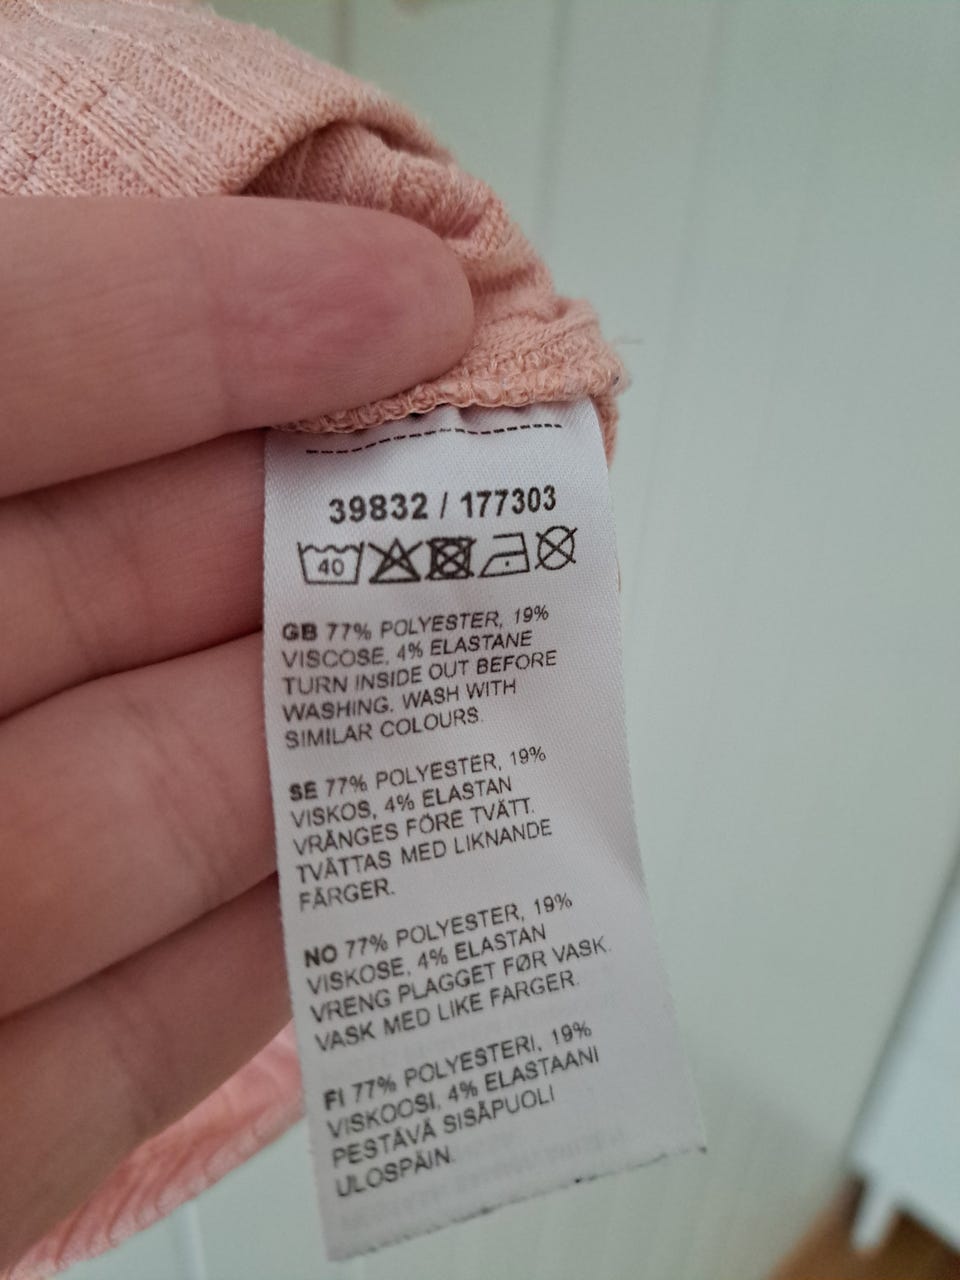 39832 / 177303
40
GB 77% POLYESTER, 19%
VISCOSE, 4% ELASTANE
TURN INSIDE OUT BEFORE
WASHING. WASH WITH
SIMILAR COLOURS.
SE 77% POLYESTER, 19%
VISKOS, 4% ELASTAN
VRÄNGES FÖRE TVÄTT.
TVÄTTAS MED LIKNANDE
FÄRGER.
NO 77% POLYESTER, 19%
VISKOSE, 4% ELASTAN
VRENG PLAGGET FØR VASK.
VASK MED LIKE FARGER.
FI 77% POLYESTERI, 19%
VISKOOSI, 4% ELASTAANI
PESTÄVÄ SISÄPUOLI
ULOSPÄIN.